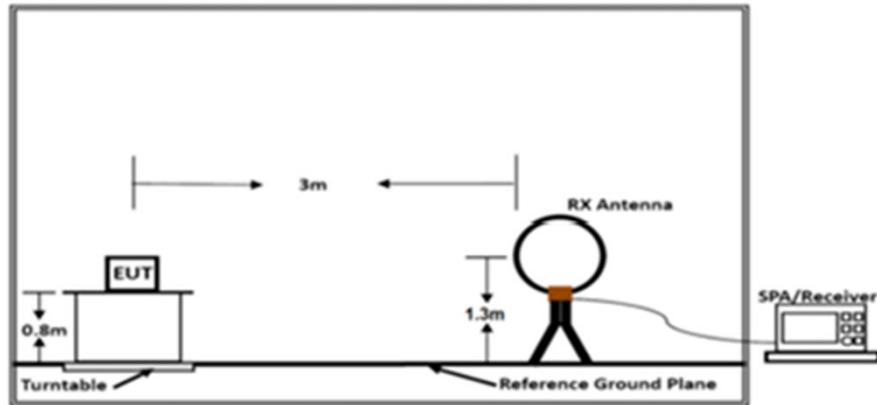 3m
RX Antenna
EUT
SPA/Receiver
0.8m
1.3m
Turntable
Reference Ground Plane